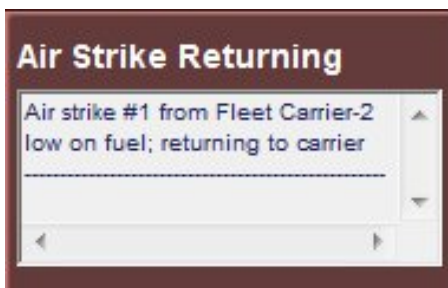 Air Strike Returning
Air strike #1 from Fleet Carrier-2
low on fuel; returning to carrier
--------------------------------------------